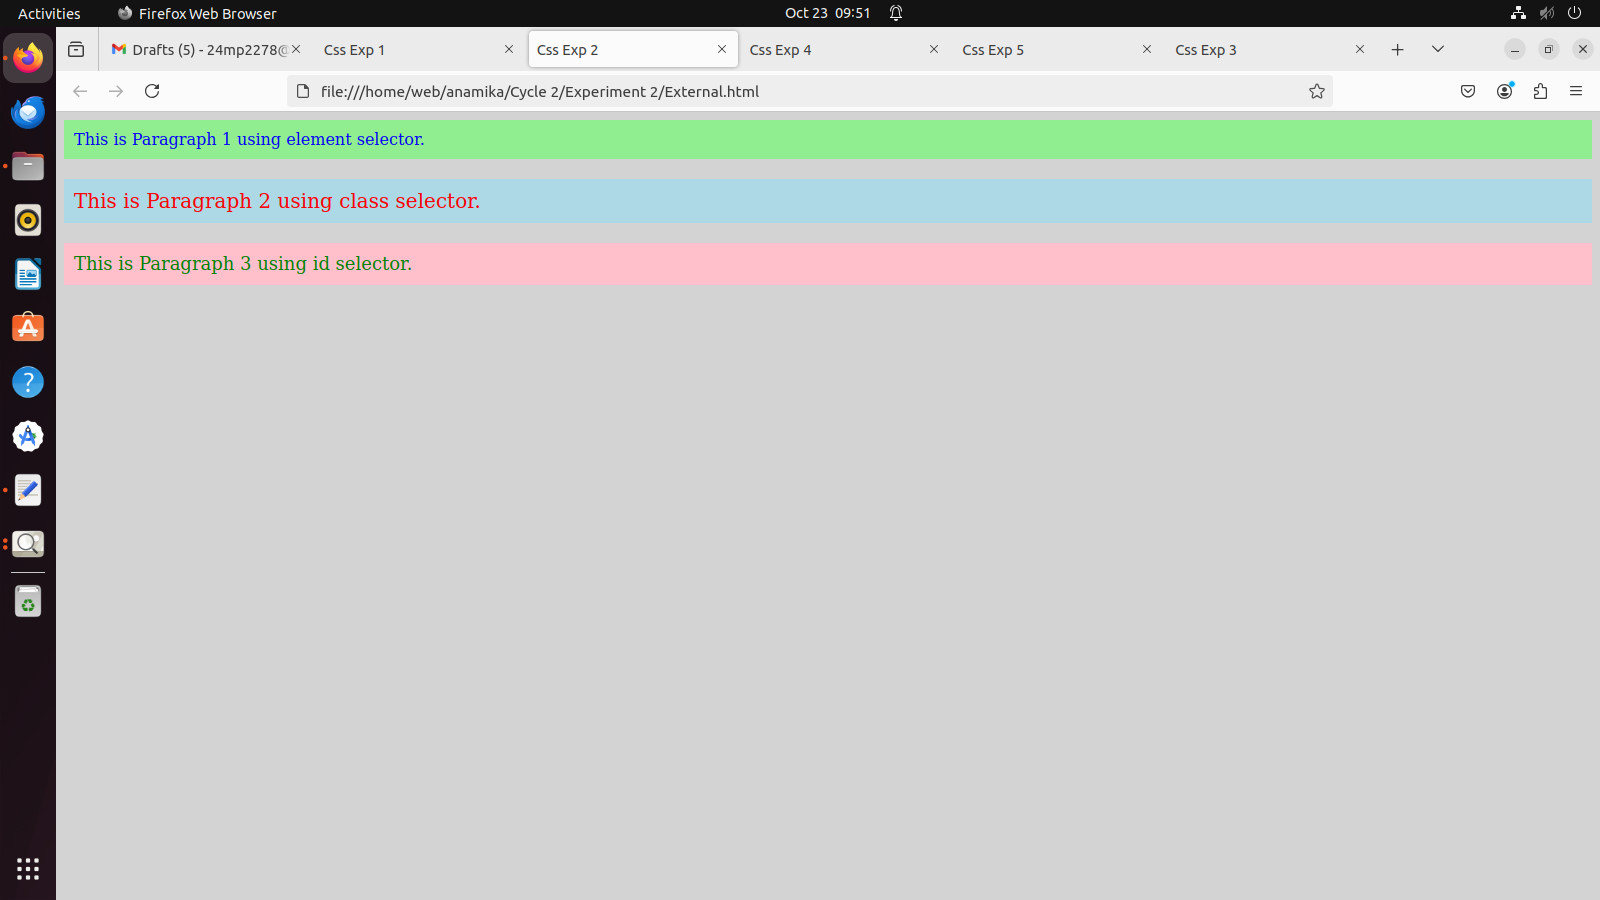 Activities
Firefox Web Browser
Oct 23 09:51
Drafts (5) - 24mp2278@
Css Exp 1
Css Exp 2
Css Exp 4
Css Exp 5
Css Exp 3
file:///home/web/anamika/Cycle 2/Experiment 2/External.html
This is Paragraph 1 using element selector.
This is Paragraph 2 using class selector.
This is Paragraph 3 using id selector.